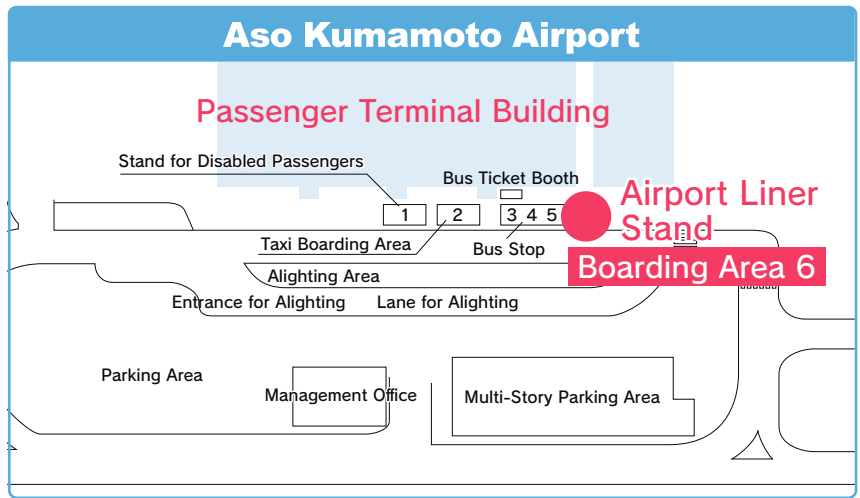 Aso Kumamoto Airport
Passenger Terminal Building
Stand for Disabled Passengers
Bus Ticket Booth
Airport Liner
Stand
1
2
3 4 5
Taxi Boarding Area
Bus Stop
Boarding Area 6
Alighting Area
Entrance for Alighting
Lane for Alighting
Parking Area
Management Office
Multi-Story Parking Area